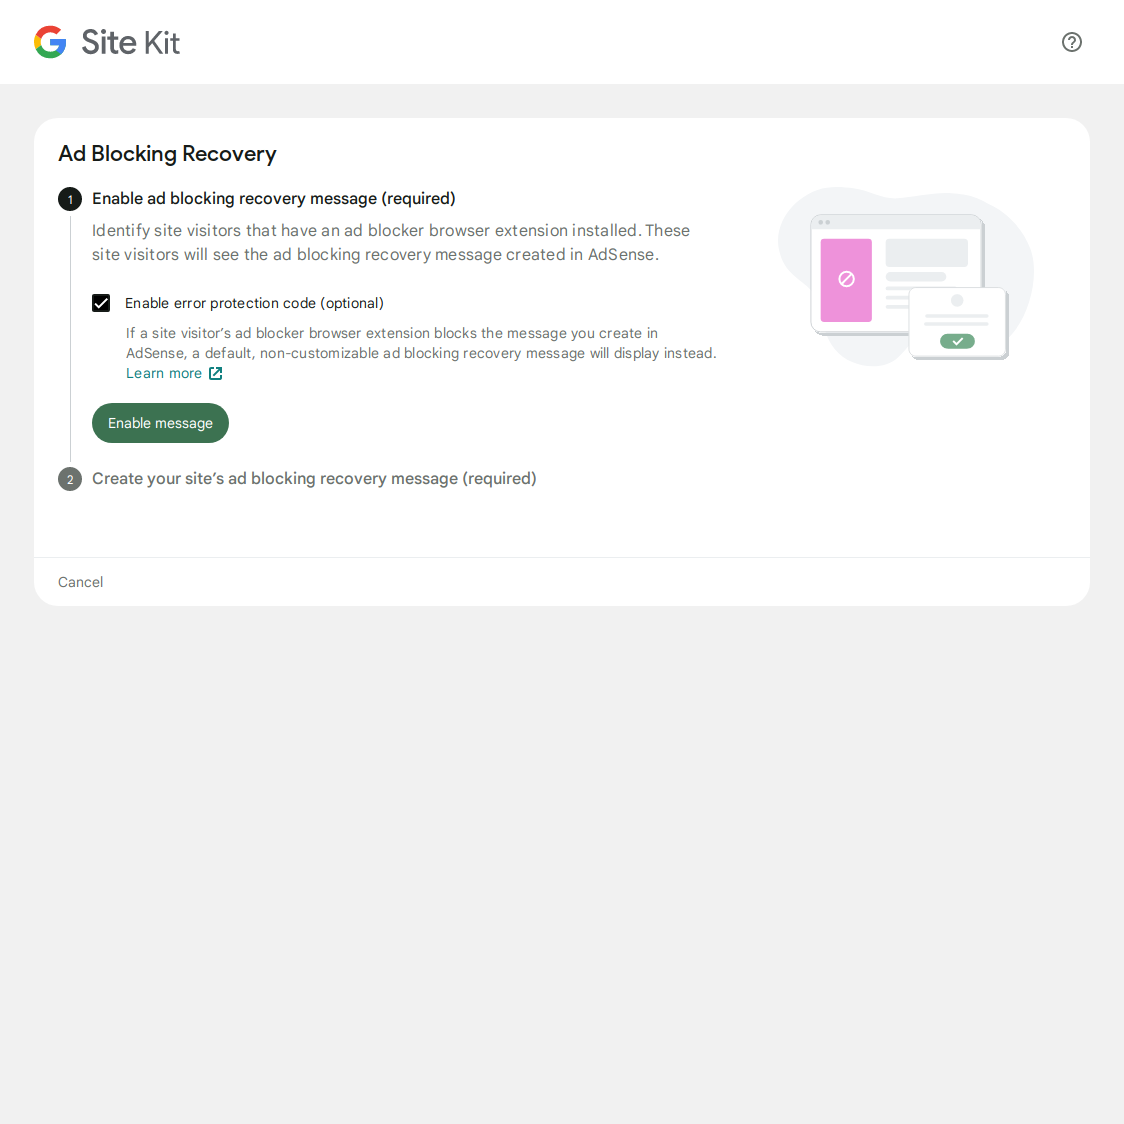 Site Kit
Ad Blocking Recovery
1 Enable ad blocking recovery message (required)
Identify site visitors that have an ad blocker browser extension installed. These
site visitors will see the ad blocking recovery message created in AdSense.
Enable error protection code (optional)
If a site visitor’s ad blocker browser extension blocks the message you create in
AdSense, a default, non-customizable ad blocking recovery message will display instead.
Learn more
Enable message
2 Create your site’s ad blocking recovery message (required)
Cancel